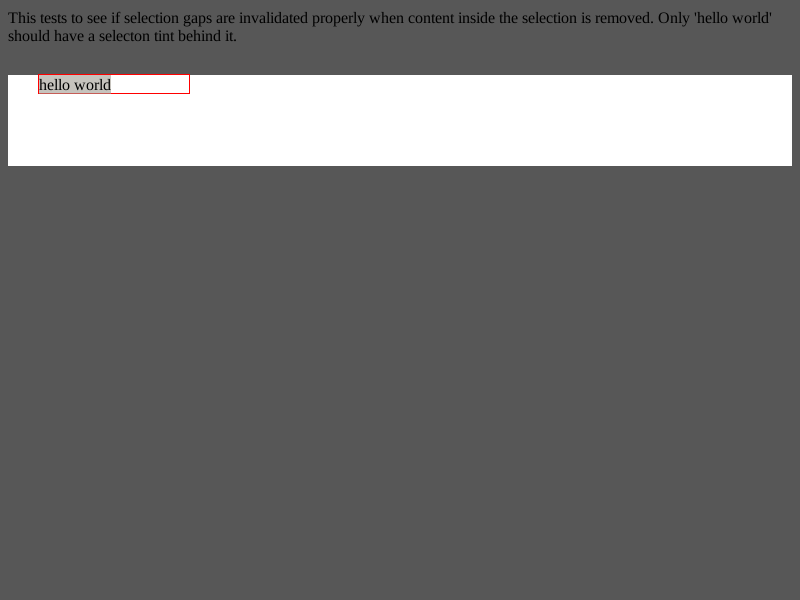 This tests to see if selection gaps are invalidated properly when content inside the selection is removed. Only 'hello world'
should have a selecton tint behind it.
hello world